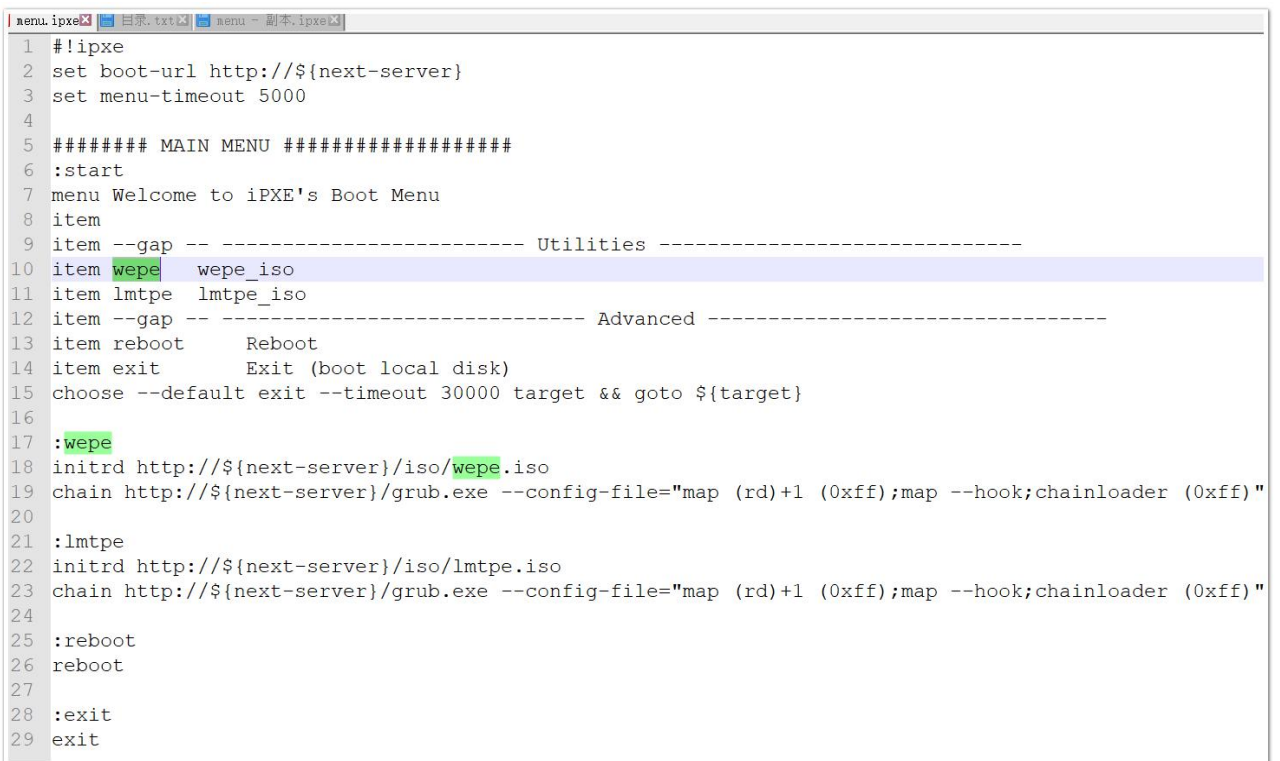 menu.ipxe 目录.txt menu - 副本.ipxe
1 #!ipxe
2 set boot-url http://${next-server}
3 set menu-timeout 5000
4
5 ######## MAIN MENU ###################
6 :start
7 menu Welcome to iPXE's Boot Menu
8 item
9 item --gap -- ------------------------- Utilities ------------------------------
10 item wepe   wepe_iso
11 item lmtpe  lmtpe_iso
12 item --gap -- ------------------------------ Advanced ---------------------------------
13 item reboot     Reboot
14 item exit       Exit (boot local disk)
15 choose --default exit --timeout 30000 target && goto ${target}
16
17 :wepe
18 initrd http://${next-server}/iso/wepe.iso
19 chain http://${next-server}/grub.exe --config-file="map (rd)+1 (0xff);map --hook;chainloader (0xff)"
20
21 :lmtpe
22 initrd http://${next-server}/iso/lmtpe.iso
23 chain http://${next-server}/grub.exe --config-file="map (rd)+1 (0xff);map --hook;chainloader (0xff)"
24
25 :reboot
26 reboot
27
28 :exit
29 exit